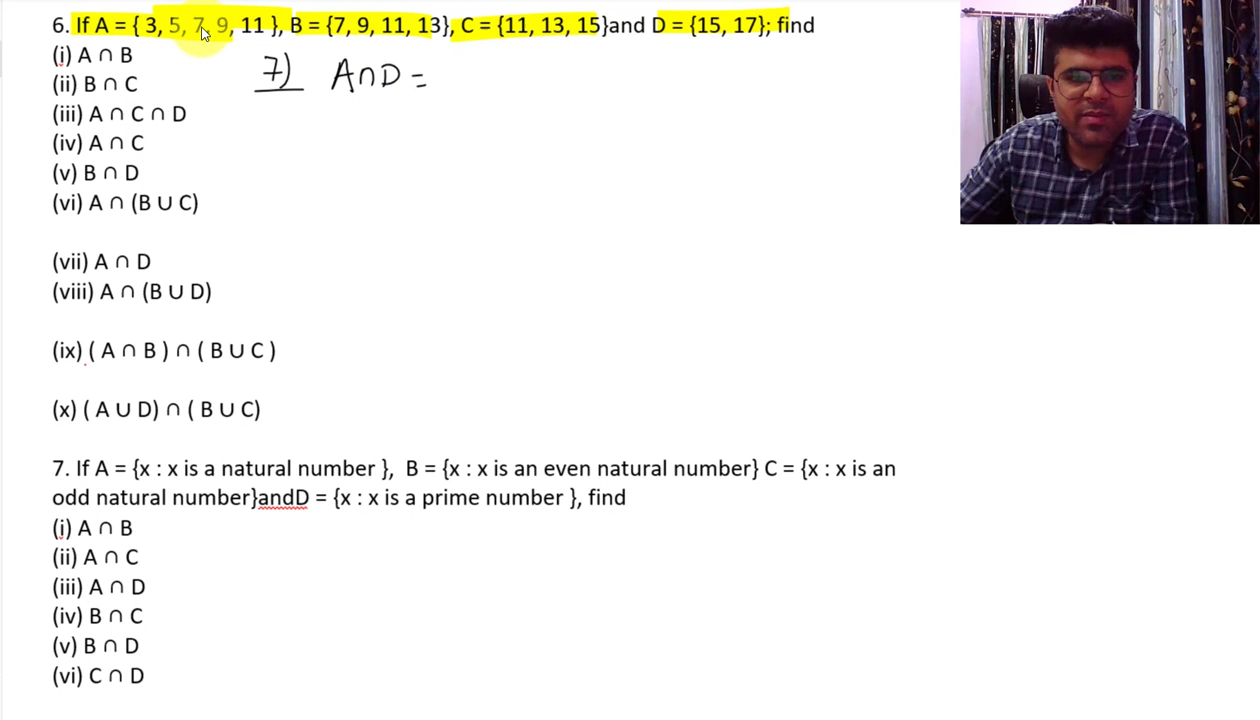 6. If A = { 3, 5, 7, 9, 11 }, B = {7, 9, 11, 13}, C = {11, 13, 15}and D = {15, 17}; find
(i) A ∩ B
7) A∩D =
(ii) B ∩ C
(iii) A ∩ C ∩ D
(iv) A ∩ C
(v) B ∩ D
(vi) A ∩ (B U C)
(vii) A ∩ D
(viii) A ∩ (B U D)
(ix) ( A ∩ B ) ∩ ( B U C )
(x) ( A U D) ∩ ( B U C)
7. If A = {x : x is a natural number }, B = {x : x is an even natural number} C = {x : x is an
odd natural number}andD = {x : x is a prime number }, find
(i) A ∩ B
(ii) A ∩ C
(iii) A ∩ D
(iv) B ∩ C
(v) B ∩ D
(vi) C ∩ D